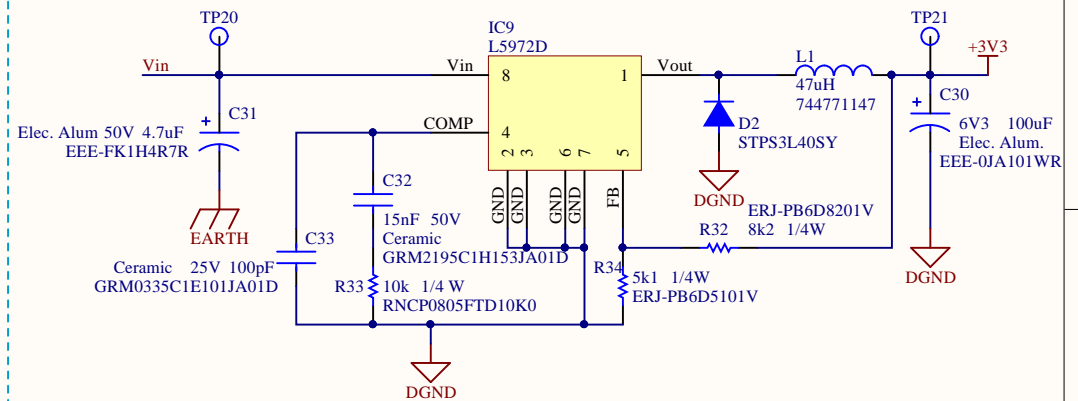 TP20
TP21
IC9
L5972D
+3V3
Vin
Vin
8
1
Vout
L1
47uH
744771147
C31
Elec. Alum 50V 4.7uF
EEE-FK1H4R7R
COMP
4
D2
STPS3L40SY
C30
6V3 100uF
Elec. Alum.
EEE-0JA101WR
2
3
6
7
5
GND
GND
GND
GND
FB
DGND
C32
15nF 50V
Ceramic
GRM2195C1H153JA01D
ERJ-PB6D8201V
R32 8k2 1/4W
EARTH
C33
Ceramic 25V 100pF
GRM0335C1E101JA01D
R33 10k 1/4 W
RNCP0805FTD10K0
R34 5k1 1/4W
ERJ-PB6D5101V
DGND
DGND